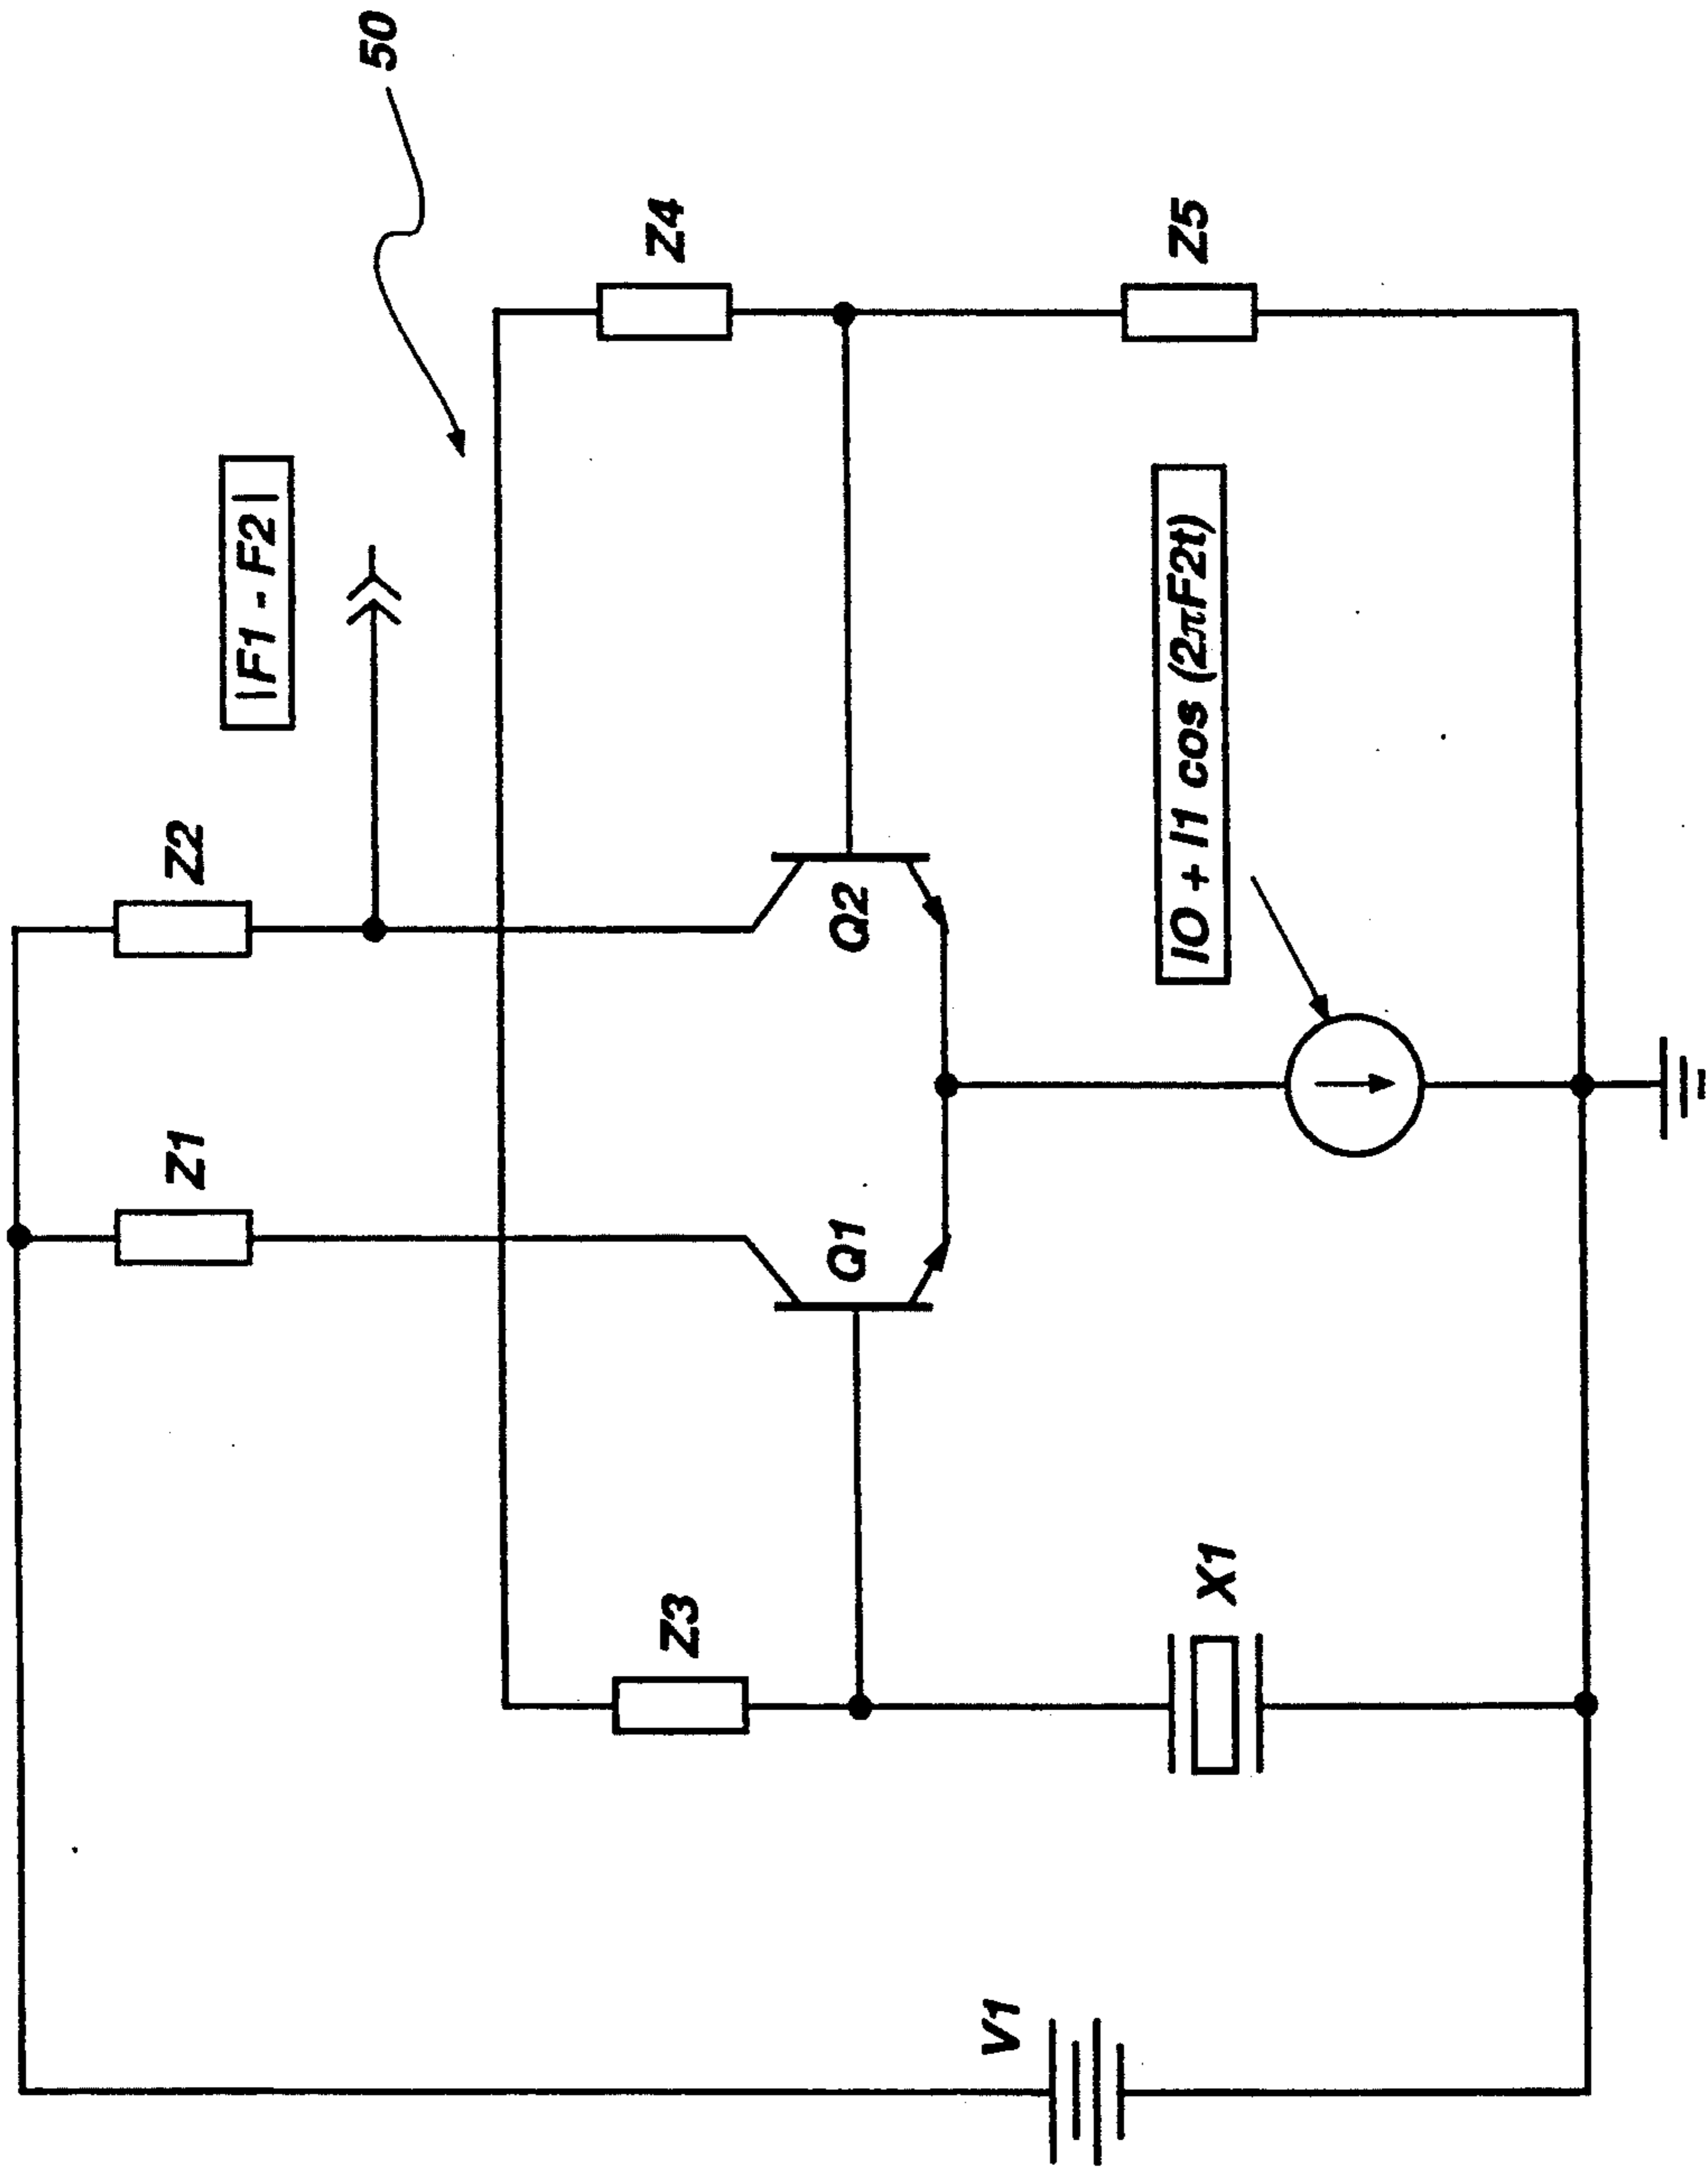 50
|F1 - F2|
Z1
Z2
Z3
Z4
Q1
Q2
X1
Z5
V1
IO + I1 cos (2πF2t)